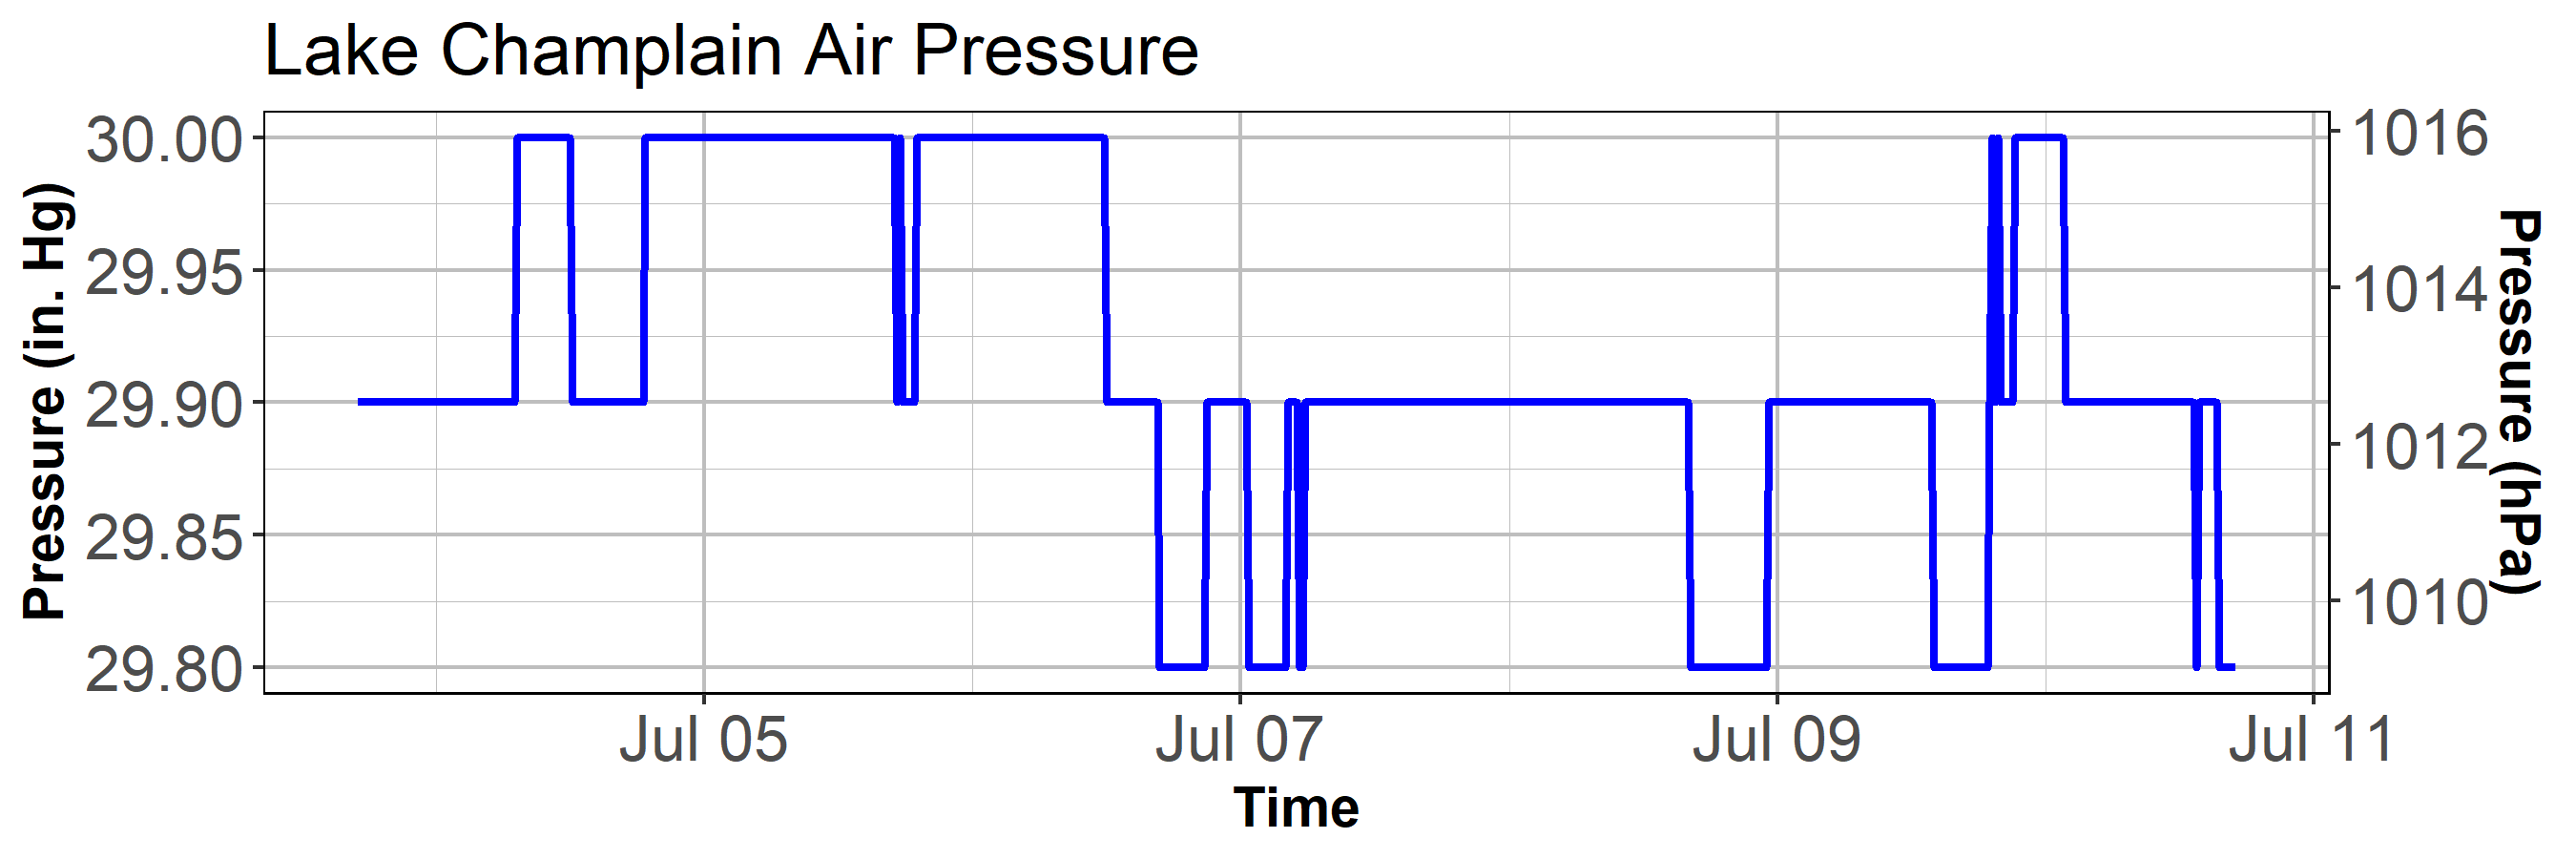 Lake Champlain Air Pressure
Pressure (in. Hg)
30.00
29.95
29.90
29.85
29.80
1016
1014
1012
1010
Pressure (hPa)
Jul 05 Jul 07 Jul 09 Jul 11
Time